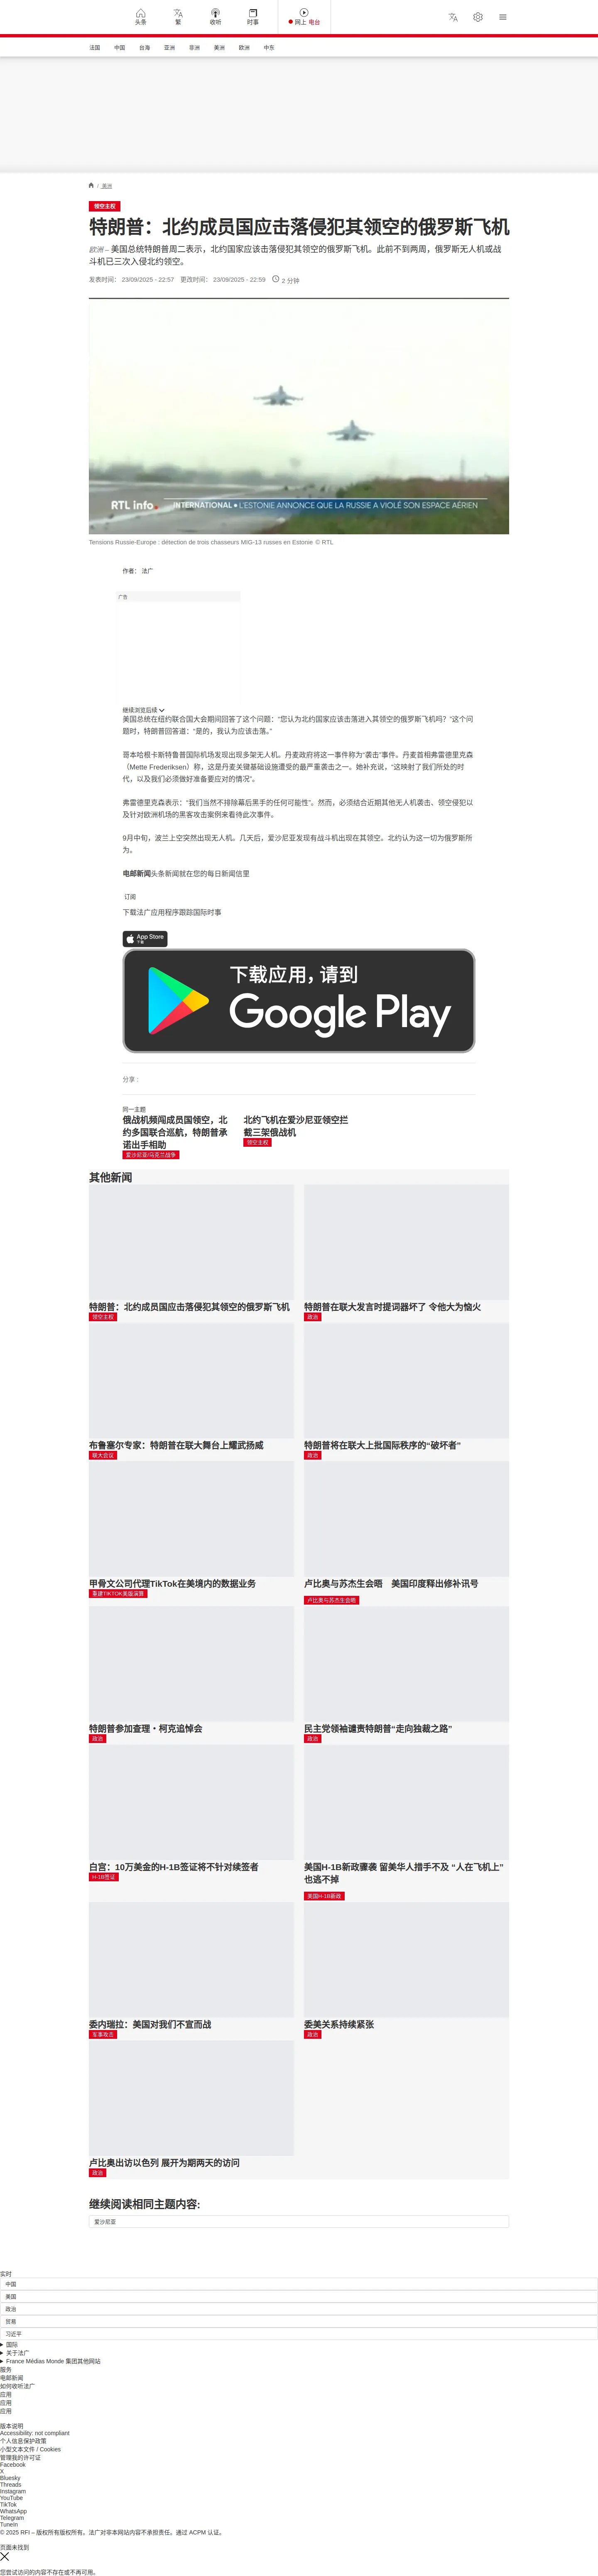 头条
繁
收听
时事
网上 电台
法国 中国 台海 亚洲 非洲 美洲 欧洲 中东
/ 美洲
领空主权
特朗普：北约成员国应击落侵犯其领空的俄罗斯飞机
欧洲 – 美国总统特朗普周二表示，北约国家应该击落侵犯其领空的俄罗斯飞机。此前不到两周，俄罗斯无人机或战
斗机已三次入侵北约领空。
发表时间： 23/09/2025 - 22:57 更改时间： 23/09/2025 - 22:59 2 分钟
RTL info
INTERNATIONAL • L'ESTONIE ANNONCE QUE LA RUSSIE A VIOLÉ SON ESPACE AÉRIEN
Tensions Russie-Europe : détection de trois chasseurs MIG-13 russes en Estonie © RTL
作者： 法广
广告
继续浏览后续
美国总统在纽约联合国大会期间回答了这个问题：“您认为北约国家应该击落进入其领空的俄罗斯飞机吗？”这个问
题时，特朗普回答道：“是的，我认为应该击落。”
哥本哈根卡斯特鲁普国际机场发现出现多架无人机。丹麦政府将这一事件称为“袭击”事件。丹麦首相弗雷德里克森
（Mette Frederiksen）称，这是丹麦关键基础设施遭受的最严重袭击之一。她补充说，“这映射了我们所处的时
代，以及我们必须做好准备要应对的情况”。
弗雷德里克森表示：“我们当然不排除幕后黑手的任何可能性”。然而，必须结合近期其他无人机袭击、领空侵犯以
及针对欧洲机场的黑客攻击案例来看待此次事件。
9月中旬，波兰上空突然出现无人机。几天后，爱沙尼亚发现有战斗机出现在其领空。北约认为这一切为俄罗斯所
为。
电邮新闻头条新闻就在您的每日新闻信里
订阅
下载法广应用程序跟踪国际时事
App Store
下载
下载应用，请到
Google Play
分享 :
同一主题
俄战机频闯成员国领空，北
约多国联合巡航，特朗普承
诺出手相助
爱沙尼亚/乌克兰战争
北约飞机在爱沙尼亚领空拦
截三架俄战机
领空主权
其他新闻
特朗普：北约成员国应击落侵犯其领空的俄罗斯飞机
领空主权
特朗普在联大发言时提词器坏了 令他大为恼火
政治
布鲁塞尔专家：特朗普在联大舞台上耀武扬威
联大会议
特朗普将在联大上批国际秩序的“破坏者”
政治
甲骨文公司代理TikTok在美境内的数据业务
重建TIKTOK美版演算
卢比奥与苏杰生会晤　美国印度释出修补讯号
卢比奥与苏杰生会晤
特朗普参加查理・柯克追悼会
政治
民主党领袖谴责特朗普“走向独裁之路”
政治
白宫：10万美金的H-1B签证将不针对续签者
H-1B签证
美国H-1B新政骤袭 留美华人措手不及 “人在飞机上”
也逃不掉
美国H-1B新政
委内瑞拉：美国对我们不宣而战
军事攻击
委美关系持续紧张
政治
卢比奥出访以色列 展开为期两天的访问
政治
继续阅读相同主题内容:
爱沙尼亚
实时
中国
美国
政治
贸易
习近平
国际
关于法广
France Médias Monde 集团其他网站
服务
电邮新闻
如何收听法广
应用
应用
应用
版本说明
Accessibility: not compliant
个人信息保护政策
小型文本文件 / Cookies
管理我的许可证
Facebook
X
Bluesky
Threads
Instagram
YouTube
TikTok
WhatsApp
Telegram
TuneIn
© 2025 RFI – 版权所有版权所有。法广对非本网站内容不承担责任。通过 ACPM 认证。
页面未找到
您尝试访问的内容不存在或不再可用。